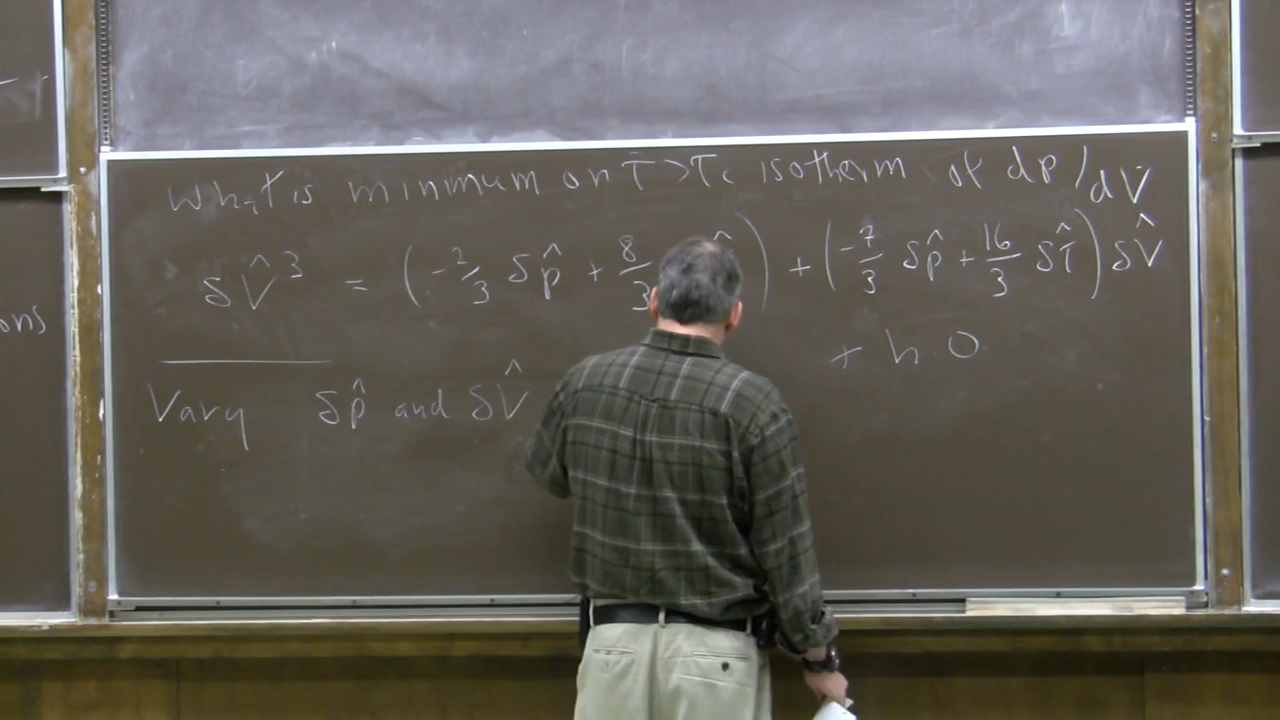 What is minimum on T>Tc isotherm of dp/dV
δV̂³ = (-2/3 δp̂ + 8/3 ) + (-7/3 δp̂ + 16/3 δT̂) δV̂
+ h.O
ons
Vary δp̂ and δV̂